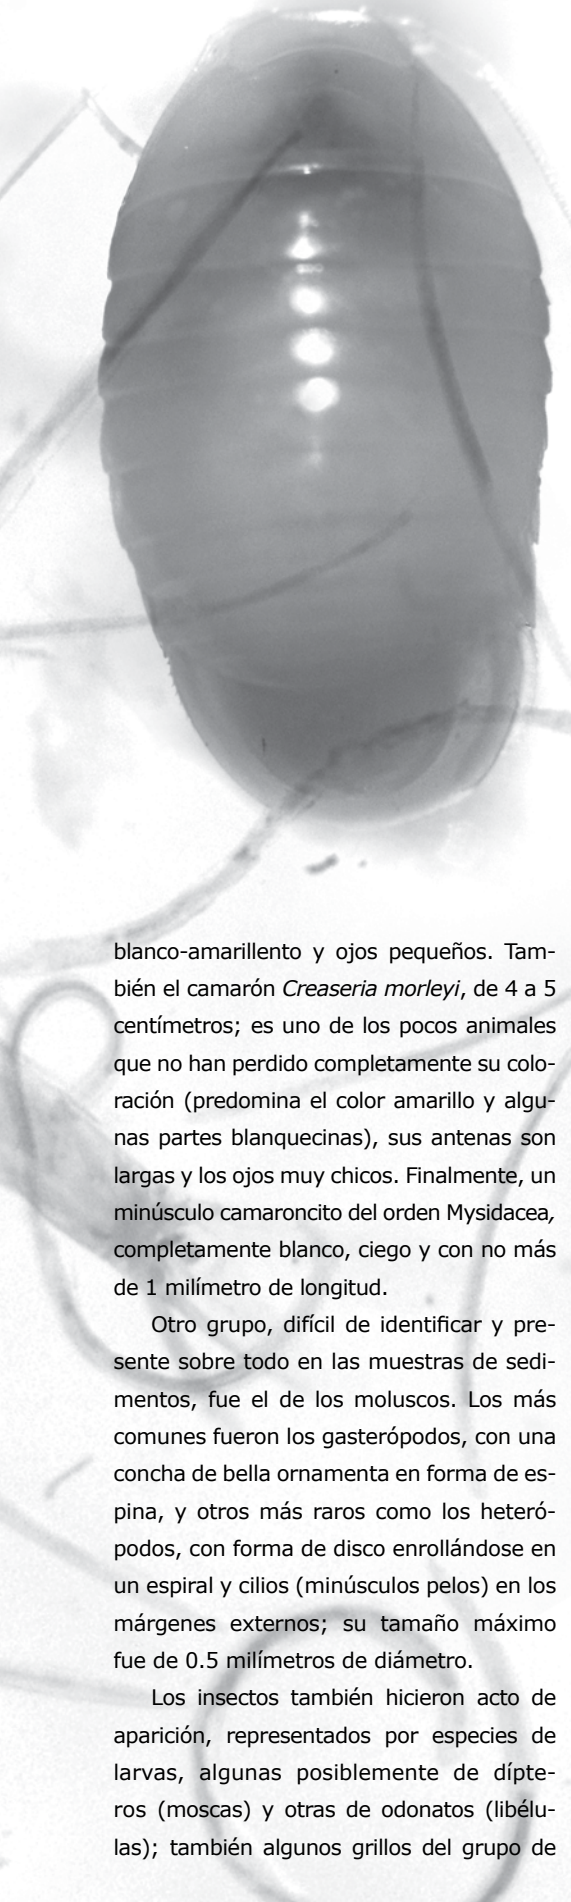 blanco-amarillento y ojos pequeños. Tam-
bién el camarón Creaseria morleyi, de 4 a 5
centímetros; es uno de los pocos animales
que no han perdido completamente su colo-
ración (predomina el color amarillo y algu-
nas partes blanquecinas), sus antenas son
largas y los ojos muy chicos. Finalmente, un
minúsculo camaroncito del orden Mysidacea,
completamente blanco, ciego y con no más
de 1 milímetro de longitud.
Otro grupo, difícil de identificar y pre-
sente sobre todo en las muestras de sedi-
mentos, fue el de los moluscos. Los más
comunes fueron los gasterópodos, con una
concha de bella ornamenta en forma de es-
pina, y otros más raros como los heteró-
podos, con forma de disco enrollándose en
un espiral y cilios (minúsculos pelos) en los
márgenes externos; su tamaño máximo
fue de 0.5 milímetros de diámetro.
Los insectos también hicieron acto de
aparición, representados por especies de
larvas, algunas posiblemente de dípte-
ros (moscas) y otras de odonatos (libélu-
las); también algunos grillos del grupo de